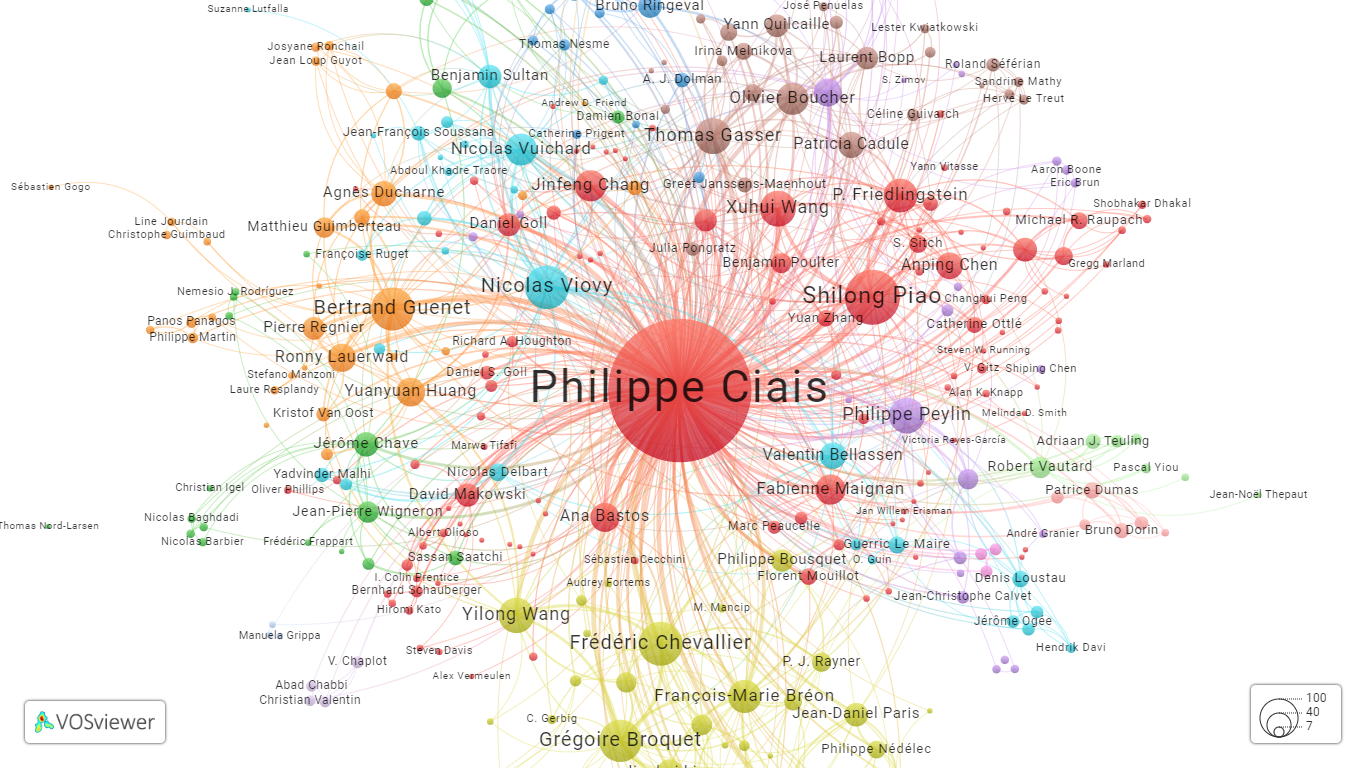 Bruno Ringeval
José Penuelas
Suzanne Lutfalla
Yann Quilcaille
Lester Kwiatkowski
Josyane Ronchail
Thomas Nesme
Irina Melnikova
Laurent Bopp
Jean Loup Guyot
Roland Séférian
Benjamin Sultan
A. J. Dolman
S. Zimov
Sandrine Mathy
Olivier Boucher
Hervé Le Treut
Andrew D. Friend
Damien Bonal
Céline Guivarch
Jean-François Soussana
Catherine Prigent
Thomas Gasser
Patricia Cadule
Nicolas Vuichard
Abdoul Khadre Traore
Yann Vitasse
Aaron Boone
Sébastien Gogo
Agnès Ducharne
Jinfeng Chang
Greet Janssens-Maenhout
P. Friedlingstein
Eric Brun
Shobhakar Dhakal
Line Jourdain
Christophe Guimbaud
Matthieu Guimberteau
Daniel Goll
Xuhui Wang
Michael R. Raupach
Françoise Ruget
Julia Pongratz
S. Sitch
Benjamin Poulter
Anping Chen
Gregg Marland
Nemesio J. Rodríguez
Nicolas Viovy
Shilong Piao
Changhui Peng
Bertrand Guenet
Panos Panagos
Pierre Regnier
Yuan Zhang
Catherine Ottlé
Philippe Martin
Richard A. Houghton
Ronny Lauerwald
Steven W. Running
Stefano Manzoni
Daniel S. Goll
V. Gitz
Shiping Chen
Laure Resplandy
Yuanyuan Huang
Philippe Ciais
Alan K. Knapp
Kristof Van Oost
Philippe Peylin
Melinda D. Smith
Jérôme Chave
Marwa Tifafi
Victoria Reyes-García
Adriaan J. Teuling
Valentin Bellassen
Yadvinder Malhi
Nicolas Delbart
Robert Vautard
Pascal Yiou
Christian Igel
Oliver Phillips
David Makowski
Fabienne Maignan
Patrice Dumas
Jean-Noël Thepaut
Nicolas Baghdadi
Jean-Pierre Wigneron
Ana Bastos
Jan Willem Erisman
Thomas Nord-Larsen
Marc Peaucelle
Albert Olioso
André Granier
Bruno Dorin
Nicolas Barbier
Frédéric Frappart
Guerric Le Maire
Sassan Saatchi
Sébastien Cecchini
Philippe Bousquet
O. Guin
I. Colin Prentice
Audrey Fortems
Florent Mouillot
Denis Loustau
Bernhard Schauberger
Jean-Christophe Calvet
Hiromi Kato
Yilong Wang
M. Mancip
Jérôme Ogée
Manuela Grippa
Frédéric Chevallier
Hendrik Davi
Steven Davis
V. Chaplot
P. J. Rayner
Alex Vermeulen
Abad Chabbi
François-Marie Bréon
Christian Valentin
C. Gerbig
Jean-Daniel Paris
Grégoire Broquet
Philippe Nédélec
VOSviewer
100
40
7